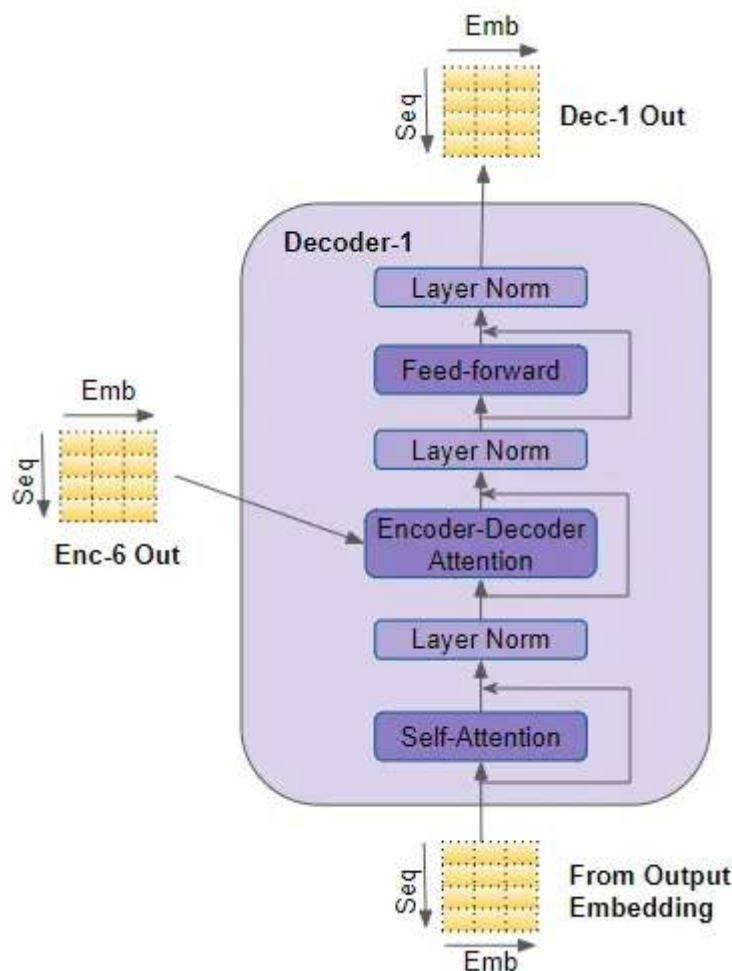 Emb
Seq
Dec-1 Out
Decoder-1
Layer Norm
Feed-forward
Emb
Layer Norm
Seq
Encoder-Decoder
Attention
Enc-6 Out
Layer Norm
Self-Attention
Seq
From Output
Embedding
Emb